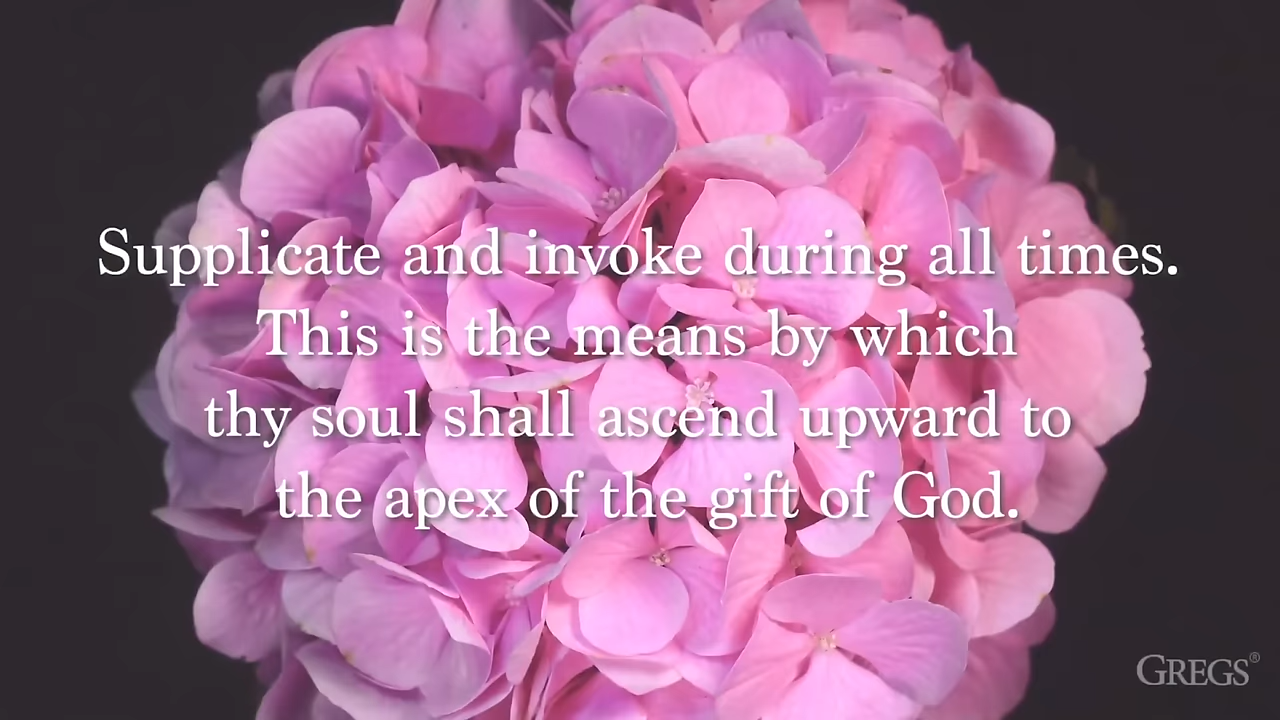 Supplicate and invoke during all times.
This is the means by which
thy soul shall ascend upward to
the apex of the gift of God.
GREGS®